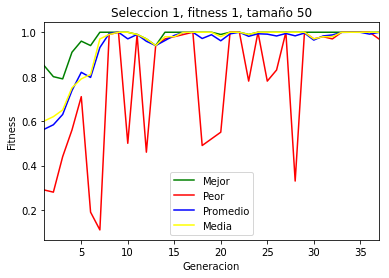 Seleccion 1, fitness 1, tamaño 50
1.0
0.8
0.6
0.4
0.2
Fitness
Mejor
Peor
Promedio
Media
5 10 15 20 25 30 35
Generacion